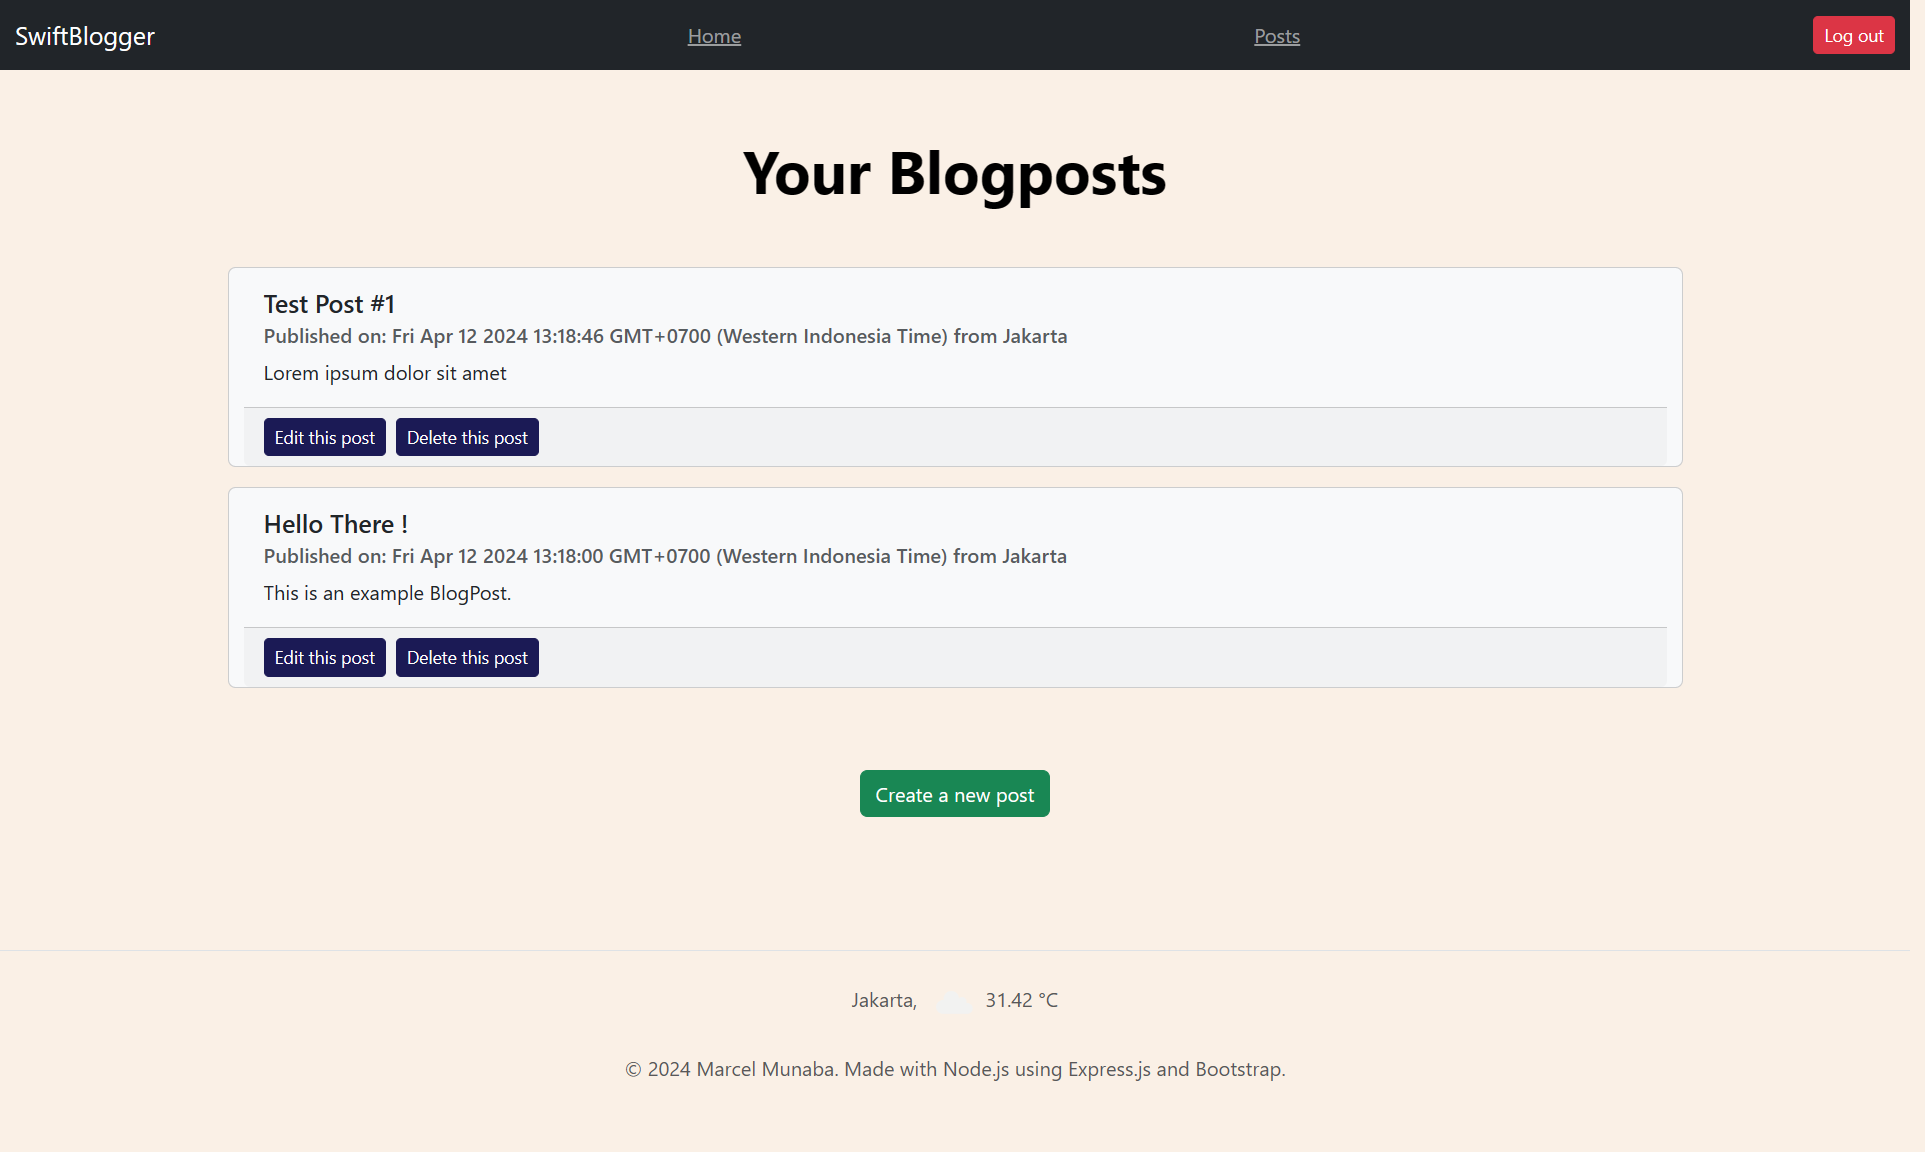 SwiftBlogger
Home
Posts
Log out
Your Blogposts
Test Post #1
Published on: Fri Apr 12 2024 13:18:46 GMT+0700 (Western Indonesia Time) from Jakarta
Lorem ipsum dolor sit amet
Edit this post
Delete this post
Hello There !
Published on: Fri Apr 12 2024 13:18:00 GMT+0700 (Western Indonesia Time) from Jakarta
This is an example BlogPost.
Edit this post
Delete this post
Create a new post
Jakarta, 31.42 °C
© 2024 Marcel Munaba. Made with Node.js using Express.js and Bootstrap.